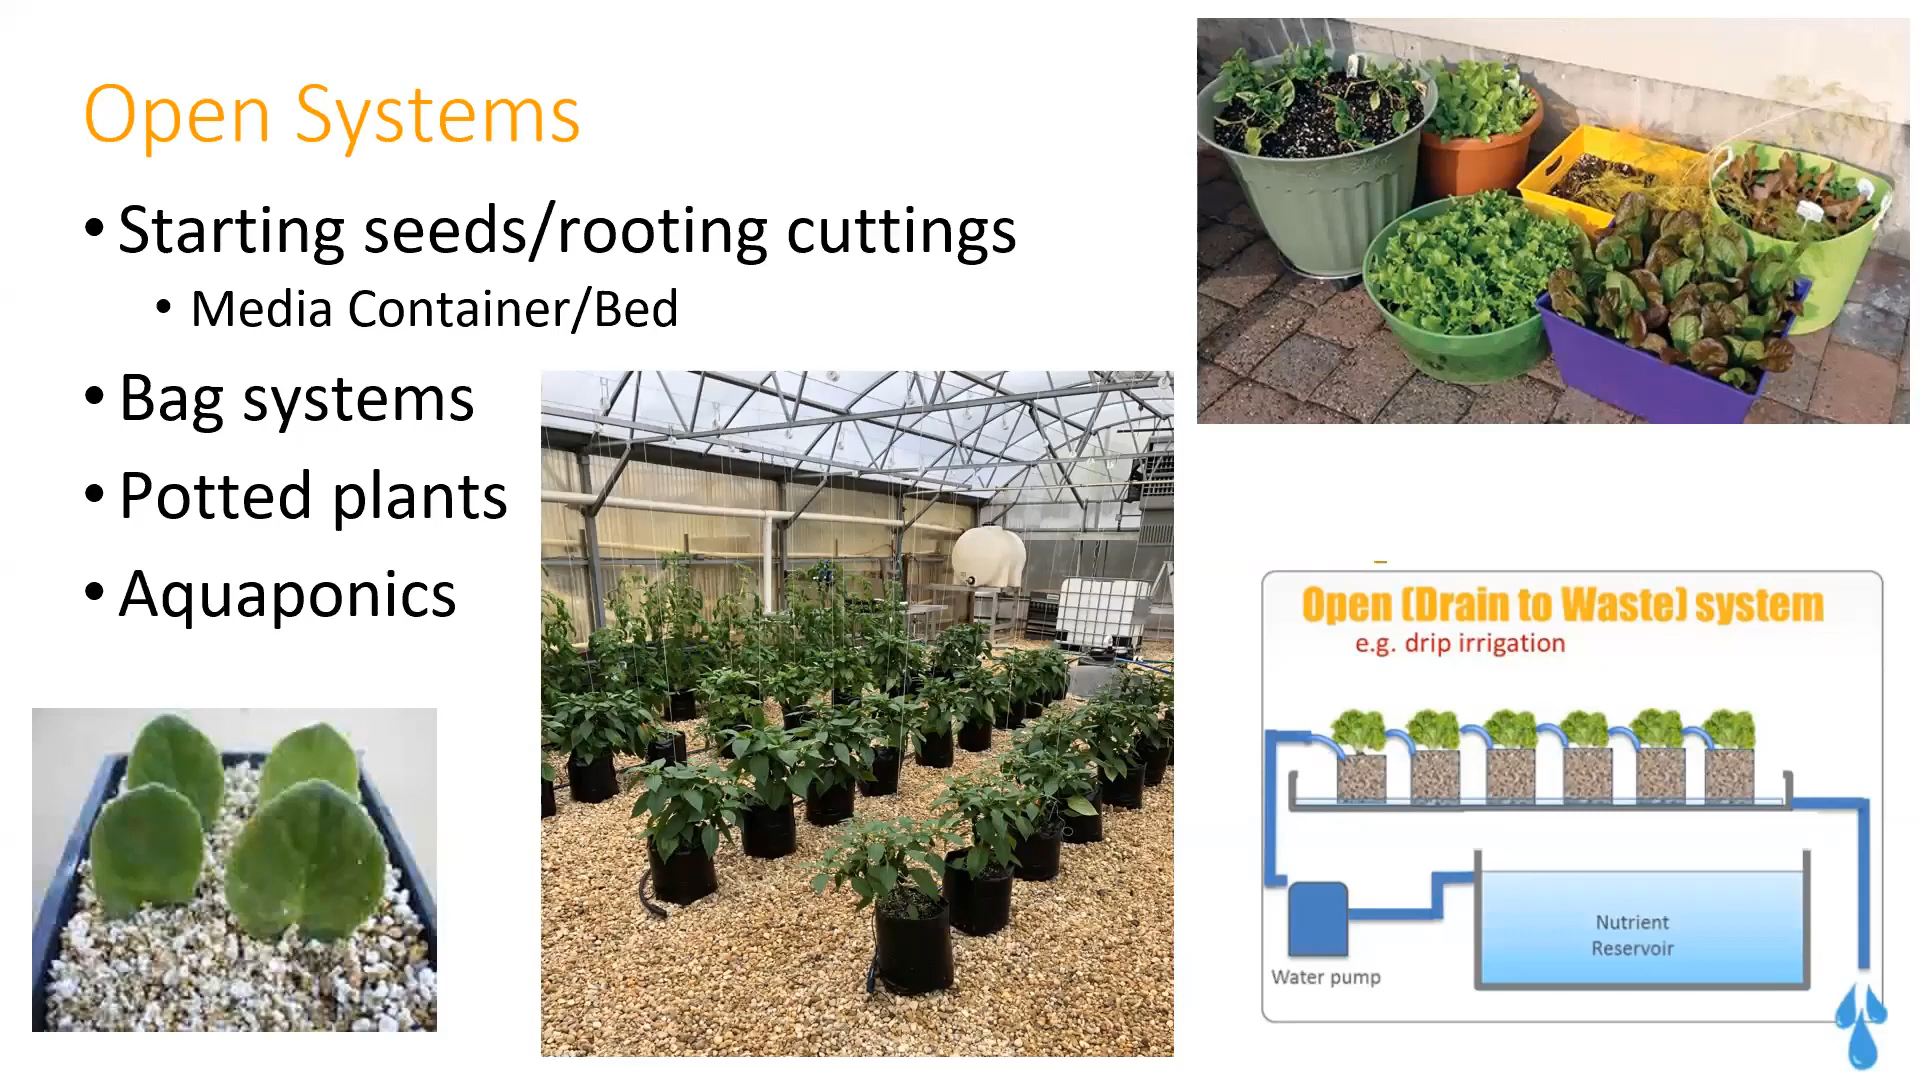 Open Systems
• Starting seeds/rooting cuttings
• Media Container/Bed
• Bag systems
• Potted plants
• Aquaponics
Open (Drain to Waste) system
e.g. drip irrigation
Nutrient
Reservoir
Water pump